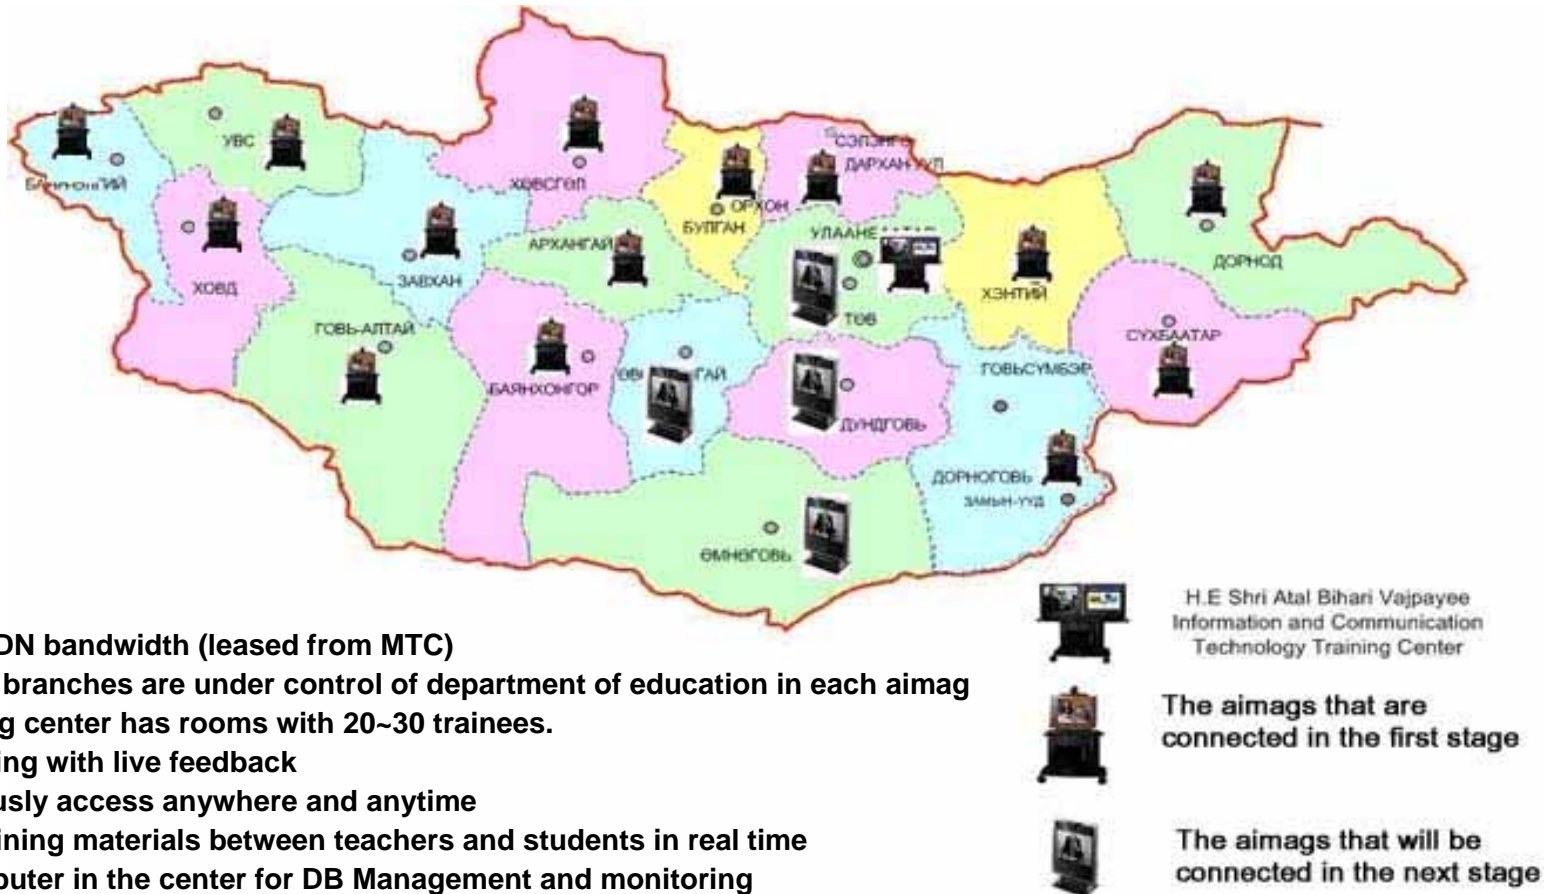 УВС
ХӨВСГӨЛ
СЭЛЭНГЭ
ДАРХАН-УУЛ
ОРХОН
БУЛГАН
АРХАНГАЙ
ЗАВХАН
ХОВД
ГОВЬ-АЛТАЙ
БАЯНХОНГОР
ТӨВ
ХЭНТИЙ
ДОРНОД
СҮХБААТАР
ГОВЬСҮМБЭР
ДУНДГОВЬ
ДОРНОГОВЬ
ЗАМЫН-ҮҮД
ӨМНӨГОВЬ
DN bandwidth (leased from MTC)
branches are under control of department of education in each aimag
g center has rooms with 20~30 trainees.
ing with live feedback
usly access anywhere and anytime
ining materials between teachers and students in real time
puter in the center for DB Management and monitoring
H.E Shri Atal Bihari Vajpayee
Information and Communication
Technology Training Center
The aimags that are
connected in the first stage
The aimags that will be
connected in the next stage